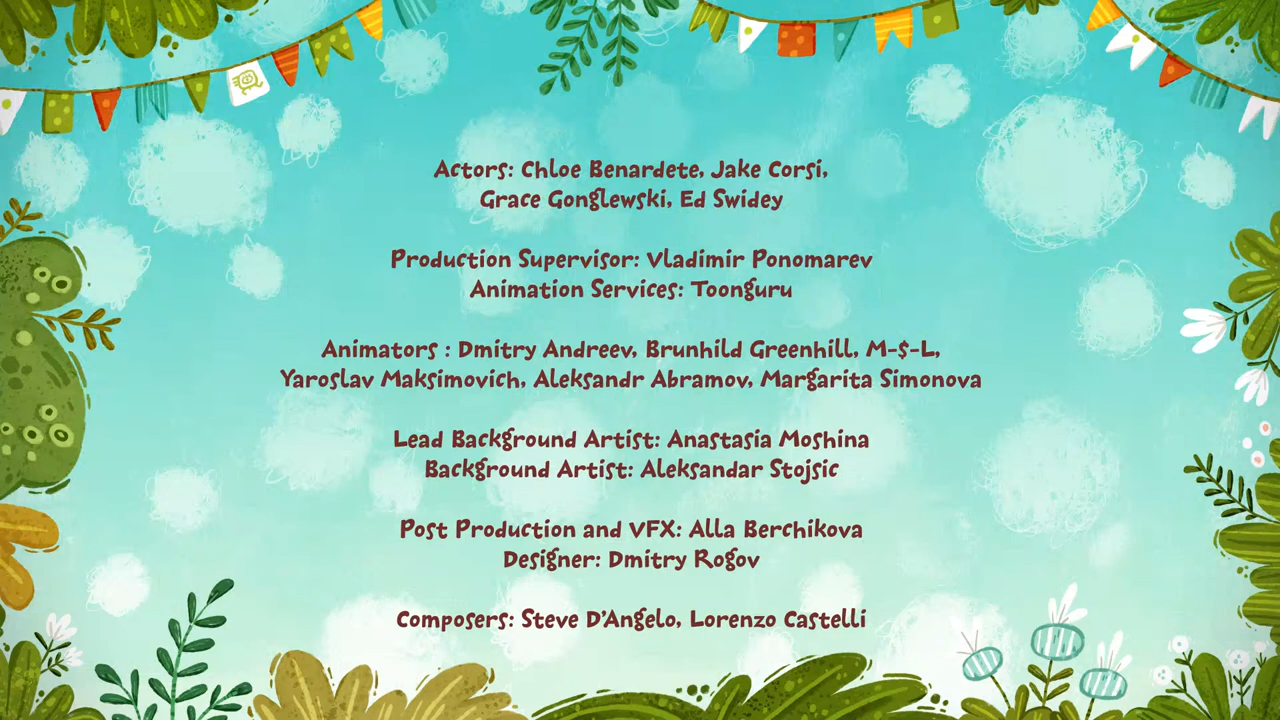 Actors: Chloe Benardete, Jake Corsi,
Grace Gonglewski, Ed Swidey
Production Supervisor: Vladimir Ponomarev
Animation Services: Toonguru
Animators : Dmitry Andreev, Brunhild Greenhill, M-$-L,
Yaroslav Maksimovich, Aleksandr Abramov, Margarita Simonova
Lead Background Artist: Anastasia Moshina
Background Artist: Aleksandar Stojsic
Post Production and VFX: Alla Berchikova
Designer: Dmitry Rogov
Composers: Steve D'Angelo, Lorenzo Castelli